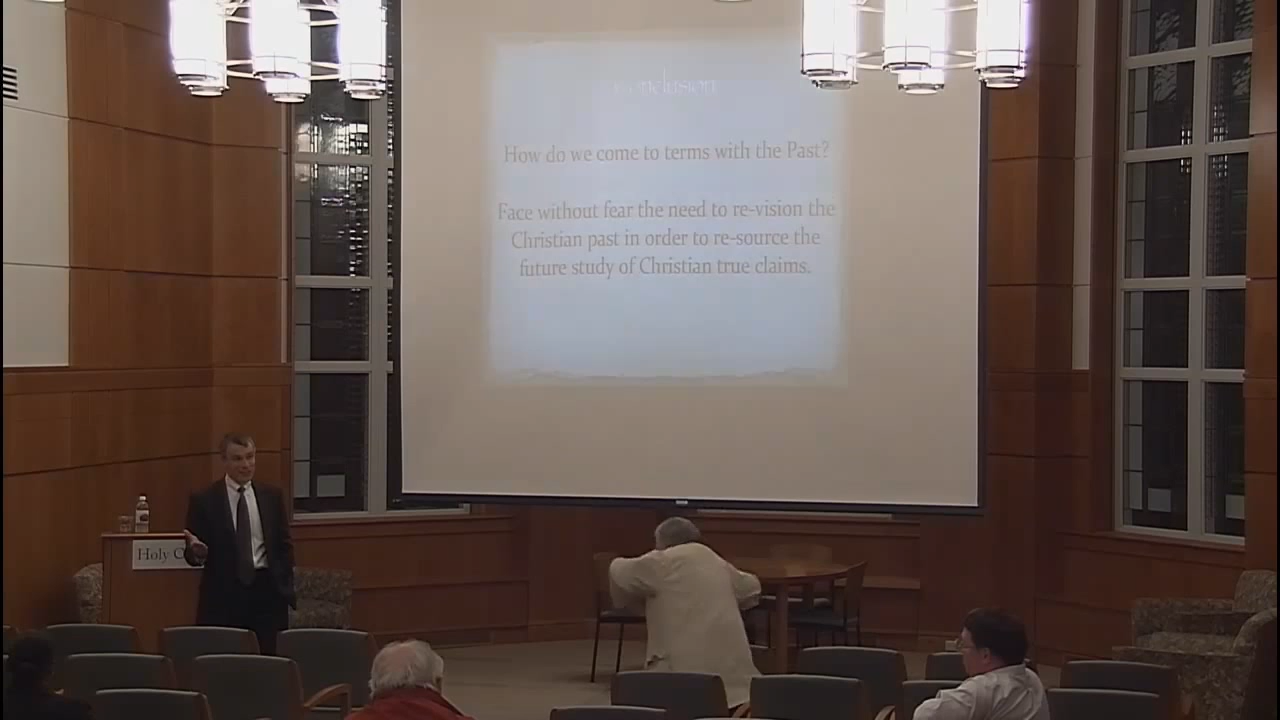 Conclusion
How do we come to terms with the Past?
Face without fear the need to re-vision the
Christian past in order to re-source the
future study of Christian true claims.
Holy